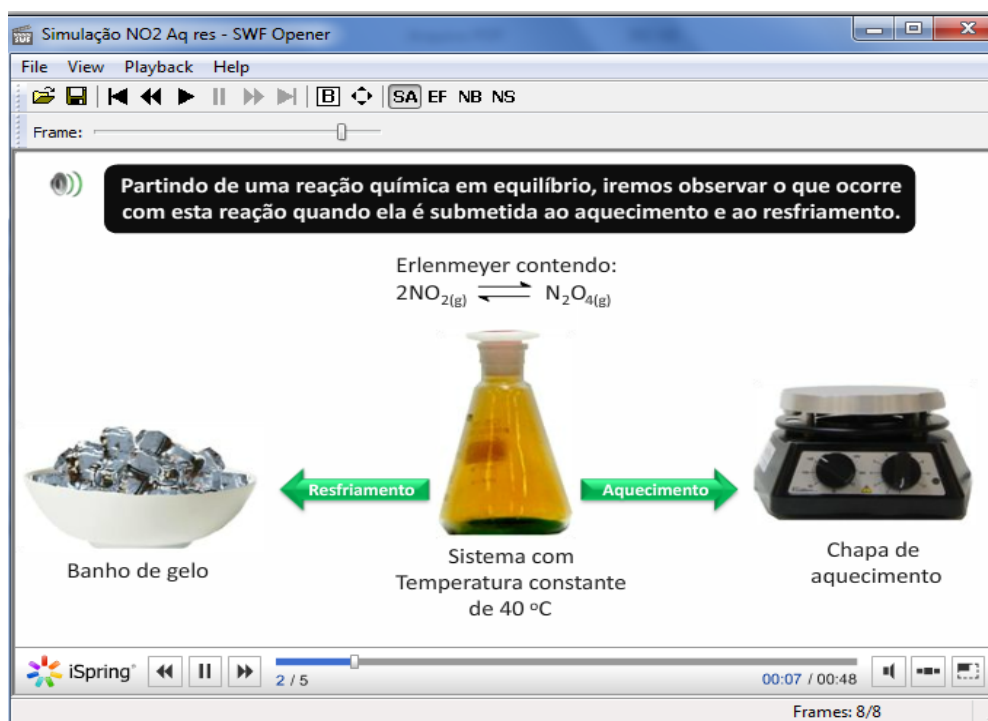 Simulação NO2 Aq res - SWF Opener
File View Playback Help
B SA EF NB NS
Frame:
Partindo de uma reação química em equilíbrio, iremos observar o que ocorre
com esta reação quando ela é submetida ao aquecimento e ao resfriamento.
Erlenmeyer contendo:
2NO₂(g) ⇌ N₂O₄(g)
Resfriamento
Aquecimento
Banho de gelo
Sistema com
Temperatura constante
de 40 ºC
Chapa de
aquecimento
iSpring®
2 / 5
00:07 / 00:48
Frames: 8/8